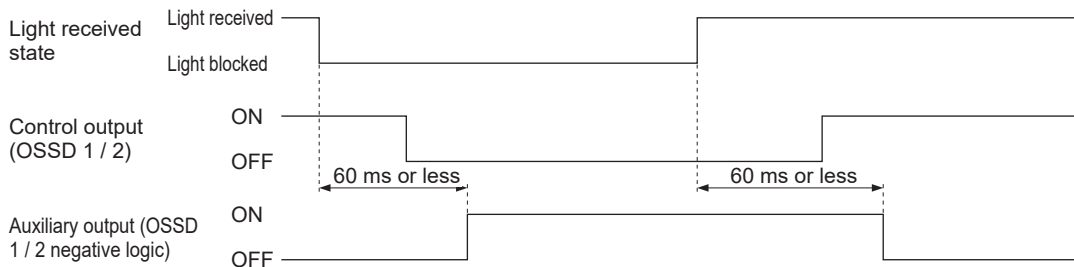 Light received
state
Light received
Light blocked
Control output
(OSSD 1 / 2)
ON
OFF
60 ms or less
60 ms or less
Auxiliary output (OSSD
1 / 2 negative logic)
ON
OFF